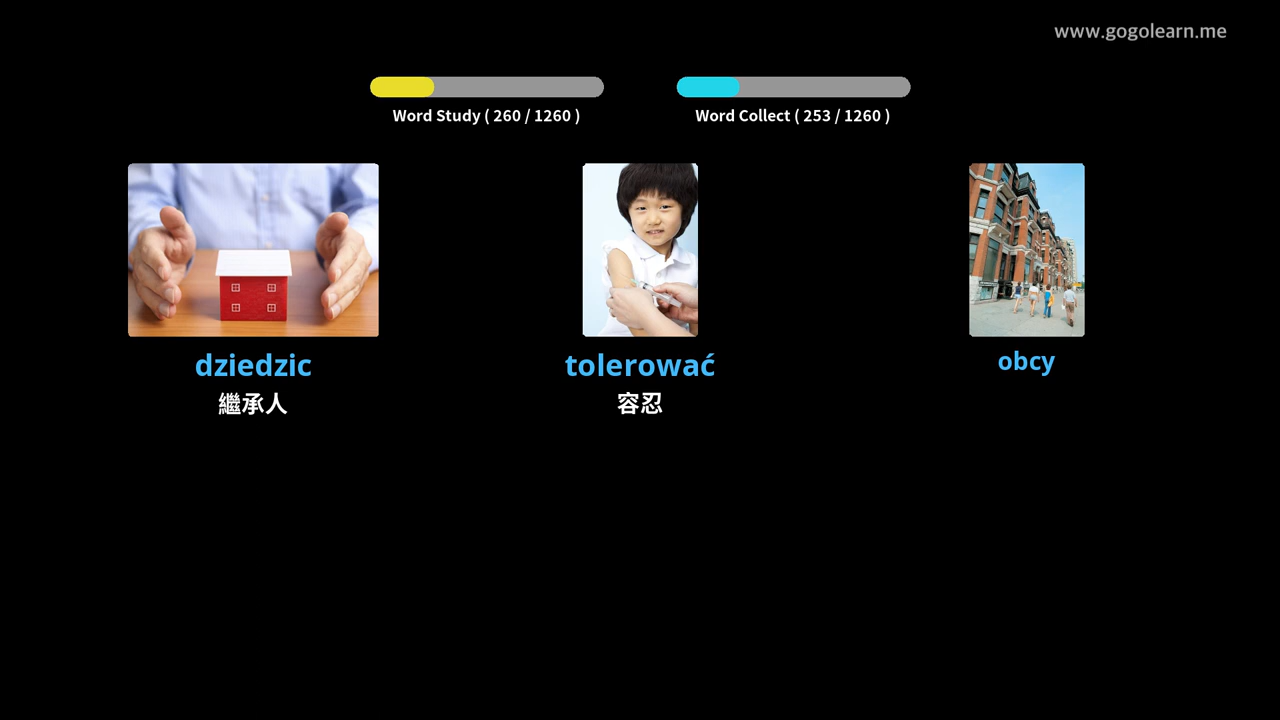 www.gogolearn.me
Word Study ( 260 / 1260 )
Word Collect ( 253 / 1260 )
dziedzic
繼承人
tolerować
容忍
obcy